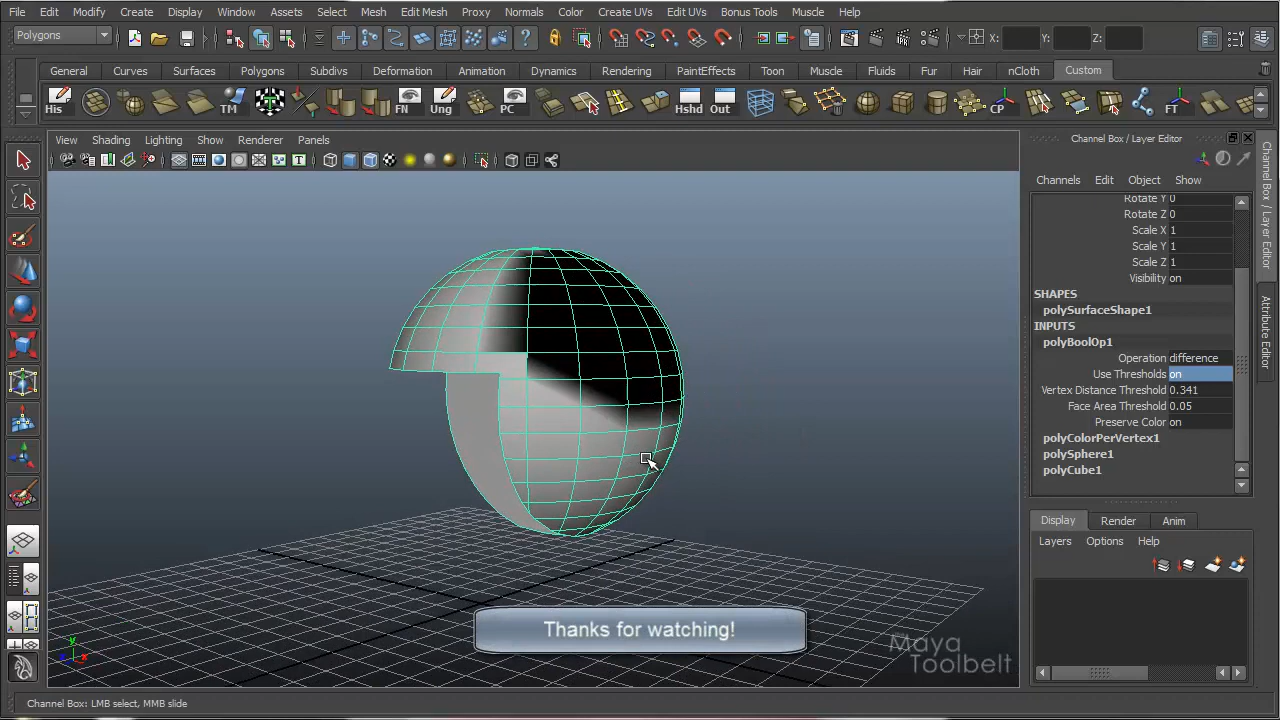 File Edit Modify Create Display Window Assets Select Mesh Edit Mesh Proxy Normals Color Create UVs Edit UVs Bonus Tools Muscle Help
Polygons X: Y: Z:
General Curves Surfaces Polygons Subdivs Deformation Animation Dynamics Rendering PaintEffects Toon Muscle Fluids Fur Hair nCloth Custom
His TM FN Ung PC Hshd Out CP FT
View Shading Lighting Show Renderer Panels
Channel Box / Layer Editor
Channels Edit Object Show
Rotate Y 0
Rotate Z 0
Scale X 1
Scale Y 1
Scale Z 1
Visibility on
SHAPES
polySurfaceShape1
INPUTS
polyBoolOp1
Operation difference
Use Thresholds on
Vertex Distance Threshold 0.341
Face Area Threshold 0.05
Preserve Color on
polyColorPerVertex1
polySphere1
polyCube1
Display Render Anim
Layers Options Help
Channel Box / Layer Editor
Attribute Editor
Thanks for watching!
Maya
Toolbelt
y
z x
Channel Box: LMB select, MMB slide